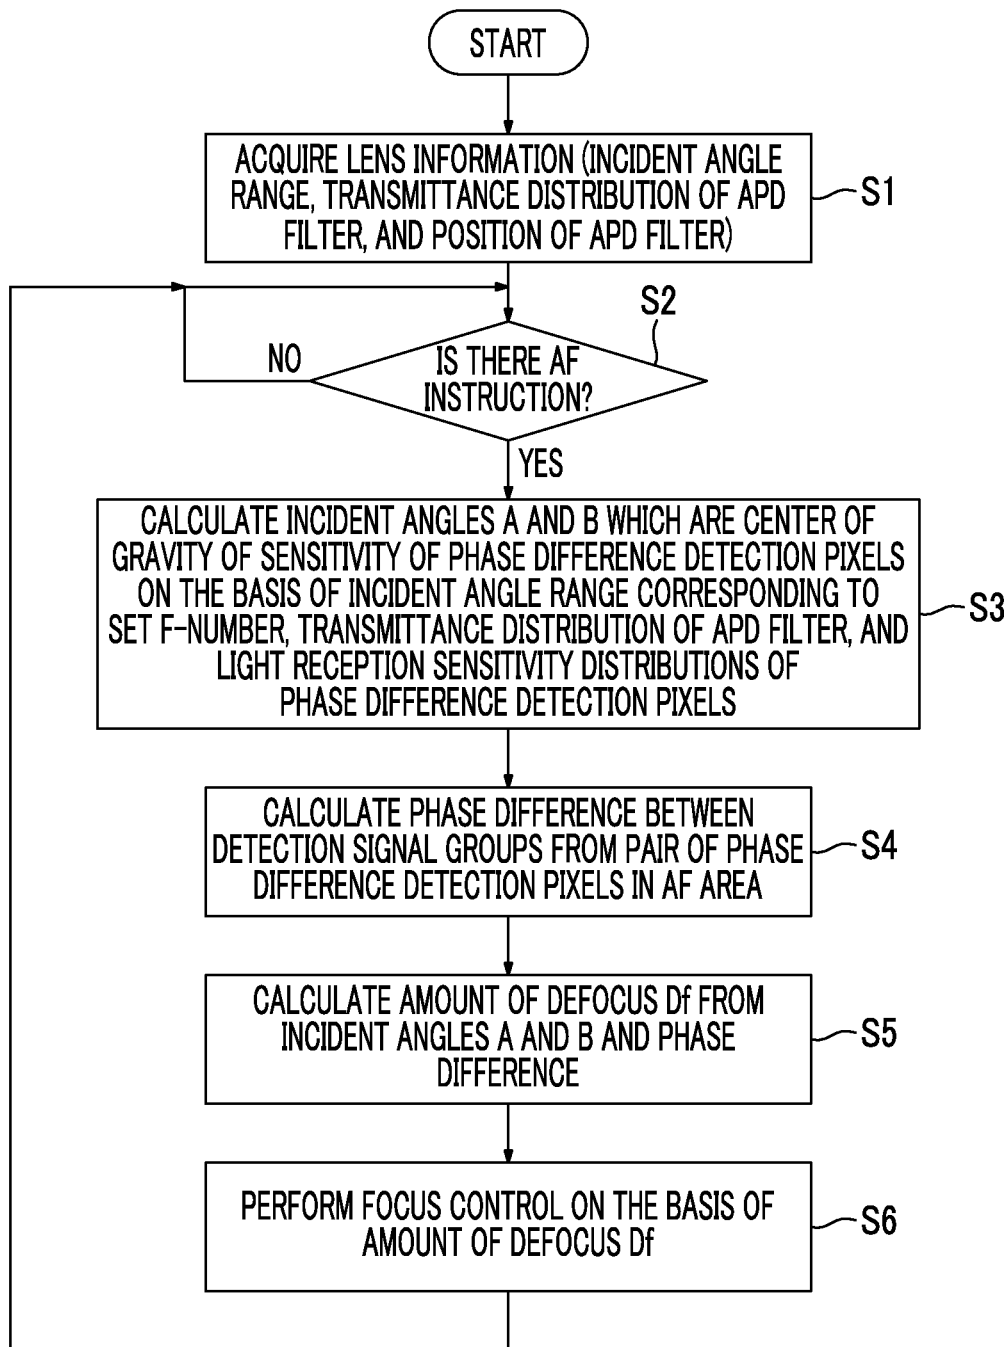 START
ACQUIRE LENS INFORMATION (INCIDENT ANGLE
RANGE, TRANSMITTANCE DISTRIBUTION OF APD
FILTER, AND POSITION OF APD FILTER)
S1
S2
NO
IS THERE AF
INSTRUCTION?
YES
CALCULATE INCIDENT ANGLES A AND B WHICH ARE CENTER OF
GRAVITY OF SENSITIVITY OF PHASE DIFFERENCE DETECTION PIXELS
ON THE BASIS OF INCIDENT ANGLE RANGE CORRESPONDING TO
SET F-NUMBER, TRANSMITTANCE DISTRIBUTION OF APD FILTER, AND
LIGHT RECEPTION SENSITIVITY DISTRIBUTIONS OF
PHASE DIFFERENCE DETECTION PIXELS
S3
CALCULATE PHASE DIFFERENCE BETWEEN
DETECTION SIGNAL GROUPS FROM PAIR OF PHASE
DIFFERENCE DETECTION PIXELS IN AF AREA
S4
CALCULATE AMOUNT OF DEFOCUS Df FROM
INCIDENT ANGLES A AND B AND PHASE
DIFFERENCE
S5
PERFORM FOCUS CONTROL ON THE BASIS OF
AMOUNT OF DEFOCUS Df
S6